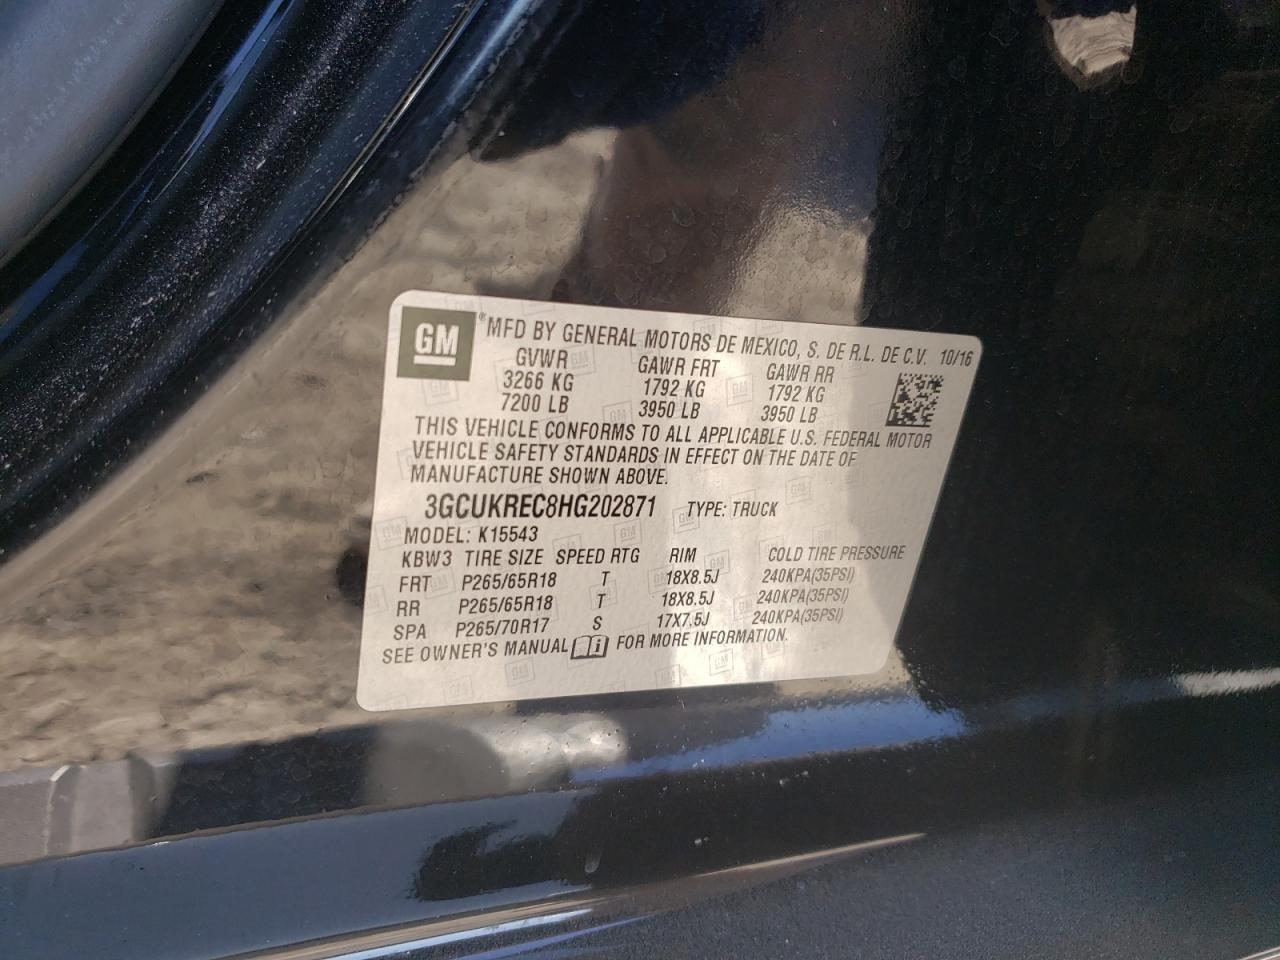 GM ® MFD BY GENERAL MOTORS DE MEXICO, S. DE R.L. DE C.V. 10/16
GVWR GAWR FRT GAWR RR
3266 KG 1792 KG 1792 KG
7200 LB 3950 LB 3950 LB
THIS VEHICLE CONFORMS TO ALL APPLICABLE U.S. FEDERAL MOTOR
VEHICLE SAFETY STANDARDS IN EFFECT ON THE DATE OF
MANUFACTURE SHOWN ABOVE.
3GCUKREC8HG202871 TYPE: TRUCK
MODEL: K15543
KBW3 TIRE SIZE SPEED RTG RIM COLD TIRE PRESSURE
FRT P265/65R18 T 18X8.5J 240KPA(35PSI)
RR P265/65R18 T 18X8.5J 240KPA(35PSI)
SPA P265/70R17 S 17X7.5J 240KPA(35PSI)
SEE OWNER'S MANUAL i FOR MORE INFORMATION.